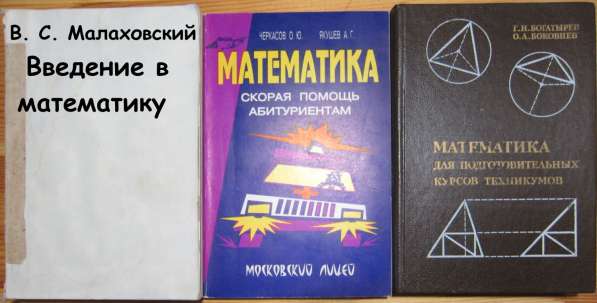 В. С. Малаховский
Введение в
математику
ЧЕРКАСОВ О.Ю. ЯКУШЕВ А.Г.
МАТЕМАТИКА
СКОРАЯ ПОМОЩЬ
АБИТУРИЕНТАМ
МОСКОВСКИЙ ЛИЦЕЙ
Г.И.БОГАТЫРЕВ
О.А.БОКОВНЕВ
МАТЕМАТИКА
ДЛЯ ПОДГОТОВИТЕЛЬНЫХ
КУРСОВ ТЕХНИКУМОВ